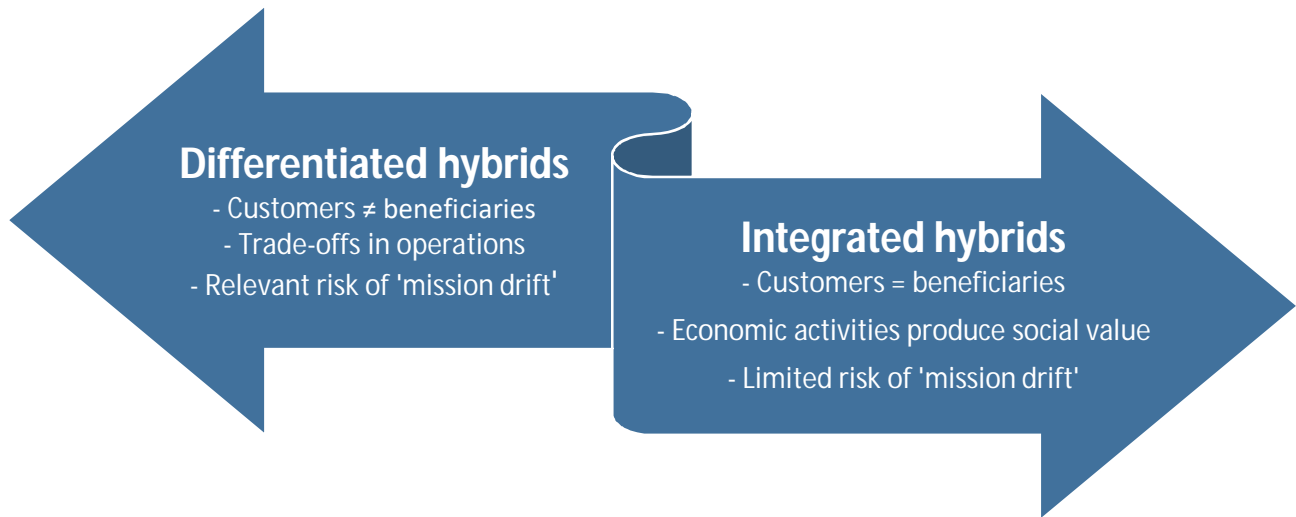 Differentiated hybrids
- Customers ≠ beneficiaries
- Trade-offs in operations
- Relevant risk of 'mission drift'
Integrated hybrids
- Customers = beneficiaries
- Economic activities produce social value
- Limited risk of 'mission drift'